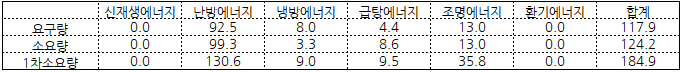 신재생에너지 난방에너지 냉방에너지 급탕에너지 조명에너지 환기에너지 합계
요구량 0.0 92.5 8.0 4.4 13.0 0.0 117.9
소요량 0.0 99.3 3.3 8.6 13.0 0.0 124.2
1차소요량 0.0 130.6 9.0 9.5 35.8 0.0 184.9